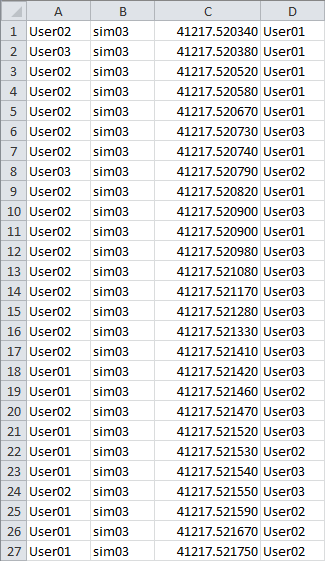 A B C D
1 User02 sim03 41217.520340 User01
2 User03 sim03 41217.520380 User01
3 User02 sim03 41217.520520 User01
4 User02 sim03 41217.520580 User01
5 User02 sim03 41217.520670 User01
6 User02 sim03 41217.520730 User03
7 User02 sim03 41217.520740 User01
8 User03 sim03 41217.520790 User02
9 User02 sim03 41217.520820 User01
10 User02 sim03 41217.520900 User03
11 User02 sim03 41217.520900 User01
12 User02 sim03 41217.520980 User03
13 User02 sim03 41217.521080 User03
14 User02 sim03 41217.521170 User03
15 User02 sim03 41217.521280 User03
16 User02 sim03 41217.521330 User03
17 User02 sim03 41217.521410 User03
18 User01 sim03 41217.521420 User03
19 User01 sim03 41217.521460 User02
20 User02 sim03 41217.521470 User03
21 User01 sim03 41217.521520 User03
22 User01 sim03 41217.521530 User02
23 User01 sim03 41217.521540 User03
24 User02 sim03 41217.521550 User03
25 User01 sim03 41217.521590 User02
26 User01 sim03 41217.521670 User02
27 User01 sim03 41217.521750 User02